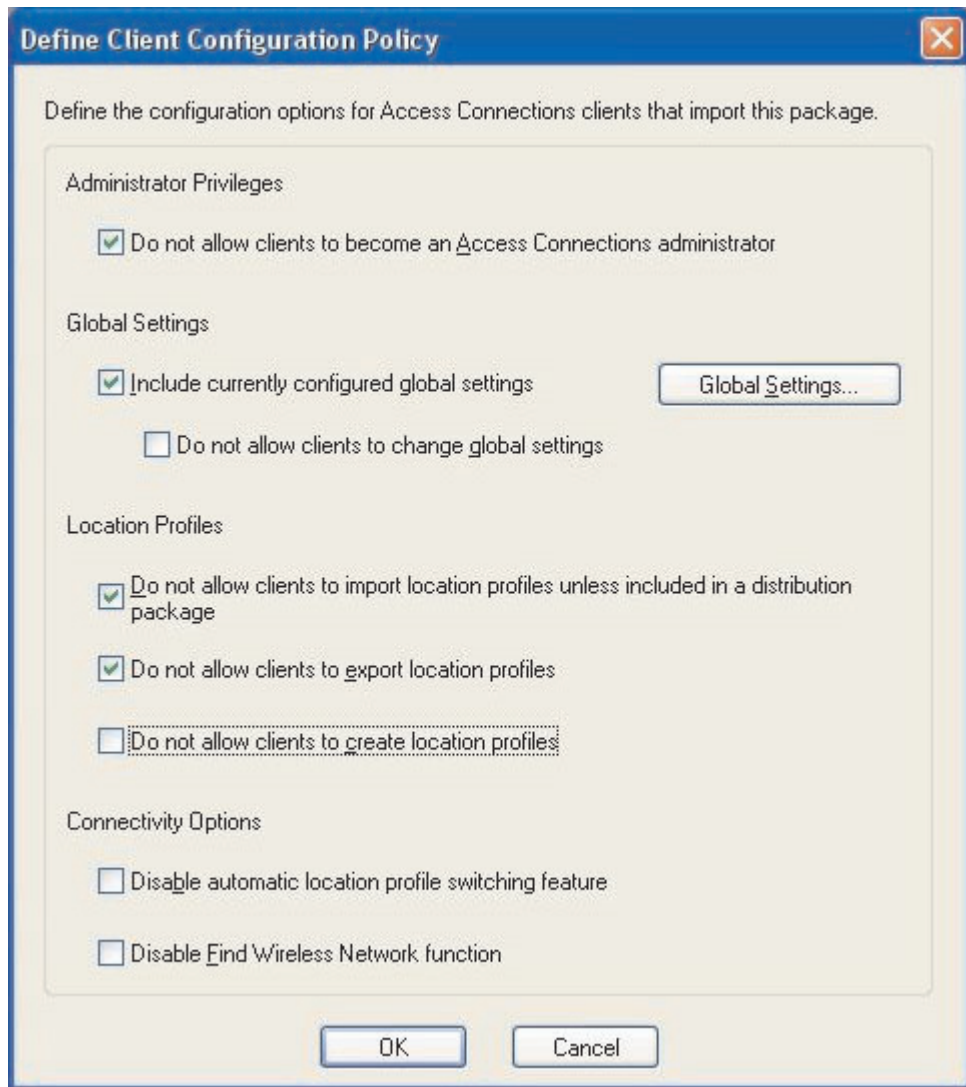 Define Client Configuration Policy
Define the configuration options for Access Connections clients that import this package.
Administrator Privileges
Do not allow clients to become an Access Connections administrator
Global Settings
Include currently configured global settings
Global Settings...
Do not allow clients to change global settings
Location Profiles
Do not allow clients to import location profiles unless included in a distribution
package
Do not allow clients to export location profiles
Do not allow clients to create location profiles
Connectivity Options
Disable automatic location profile switching feature
Disable Find Wireless Network function
OK
Cancel